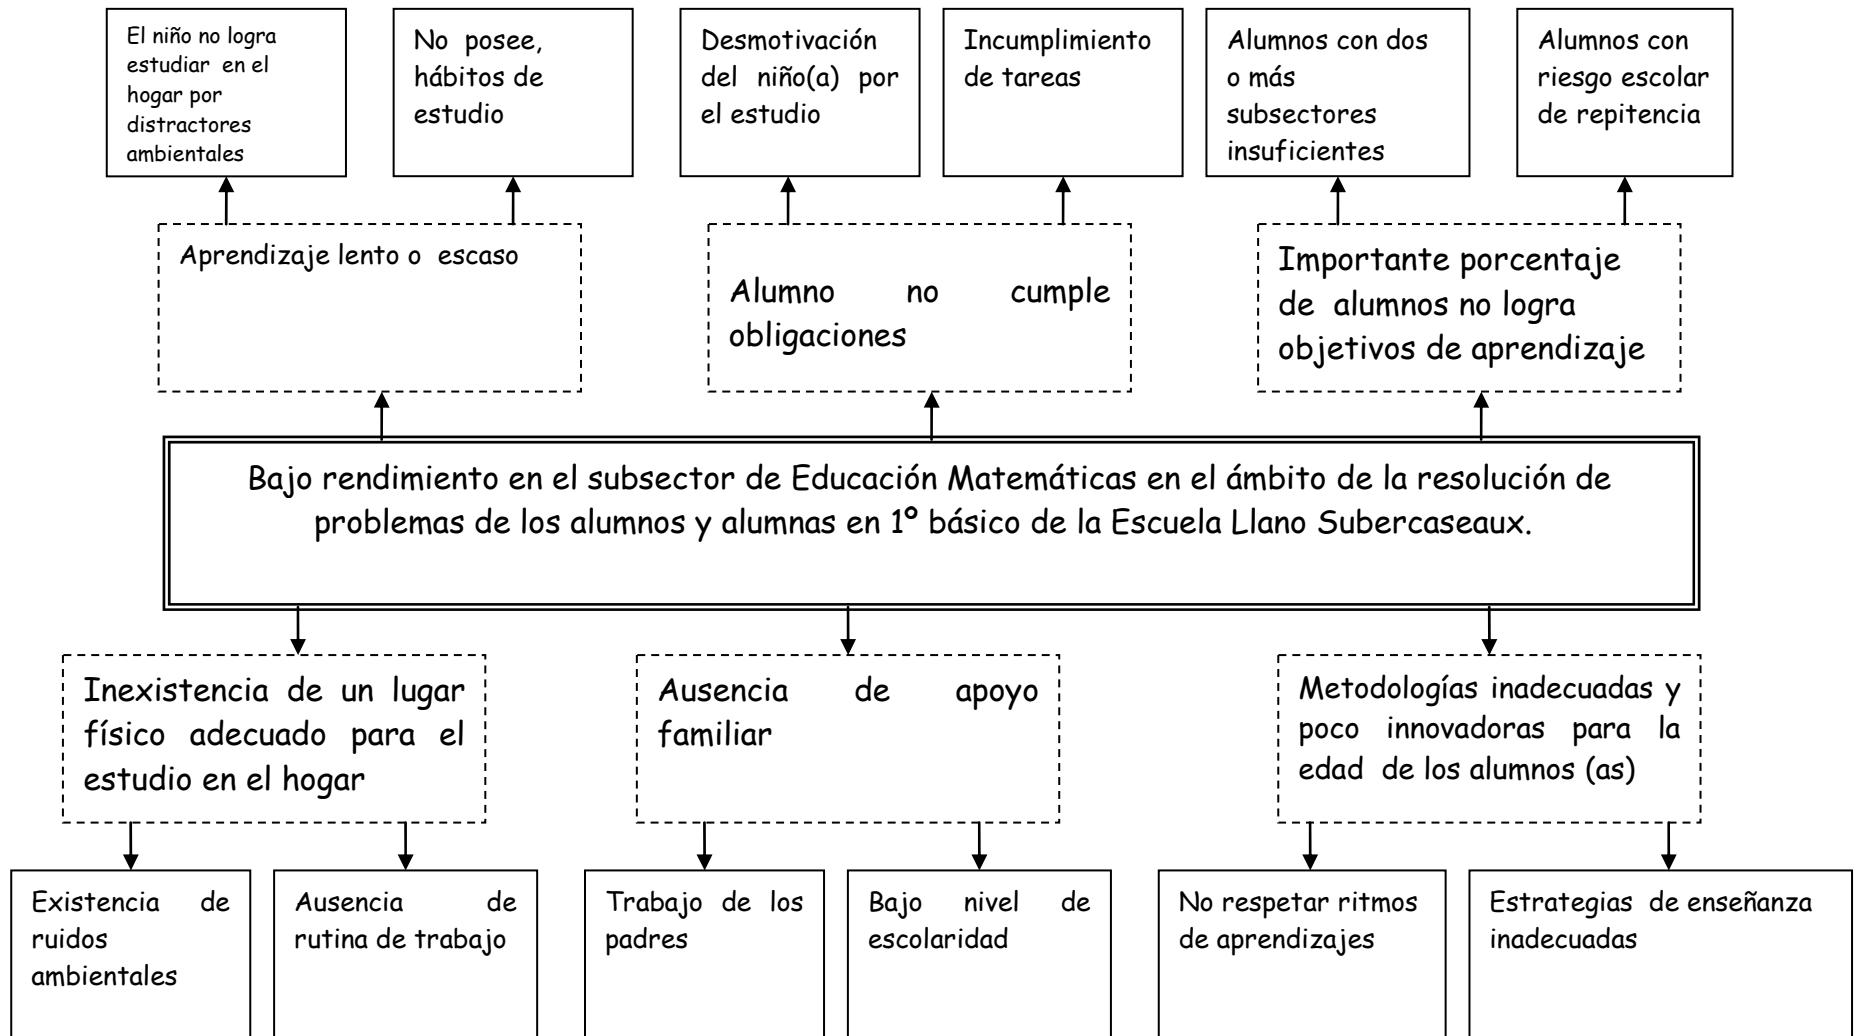 El niño no logra
estudiar en el
hogar por
distractores
ambientales
No posee,
hábitos de
estudio
Desmotivación
del niño(a) por
el estudio
Incumplimiento
de tareas
Alumnos con dos
o más
subsectores
insuficientes
Alumnos con
riesgo escolar
de repitencia
Aprendizaje lento o escaso
Alumno no cumple
obligaciones
Importante porcentaje
de alumnos no logra
objetivos de aprendizaje
Bajo rendimiento en el subsector de Educación Matemáticas en el ámbito de la resolución de
problemas de los alumnos y alumnas en 1º básico de la Escuela Llano Subercaseaux.
Inexistencia de un lugar
físico adecuado para el
estudio en el hogar
Ausencia de apoyo
familiar
Metodologías inadecuadas y
poco innovadoras para la
edad de los alumnos (as)
Existencia de
ruidos
ambientales
Ausencia de
rutina de trabajo
Trabajo de los
padres
Bajo nivel de
escolaridad
No respetar ritmos
de aprendizajes
Estrategias de enseñanza
inadecuadas